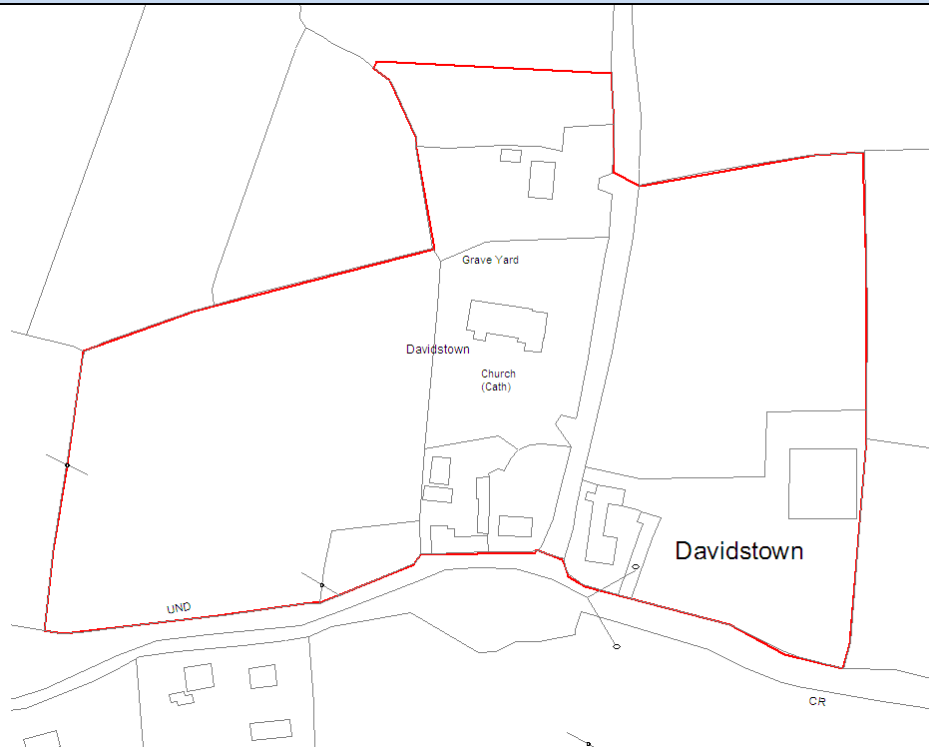 Grave Yard
Davidstown
Church
(Cath)
Davidstown
UND
CR